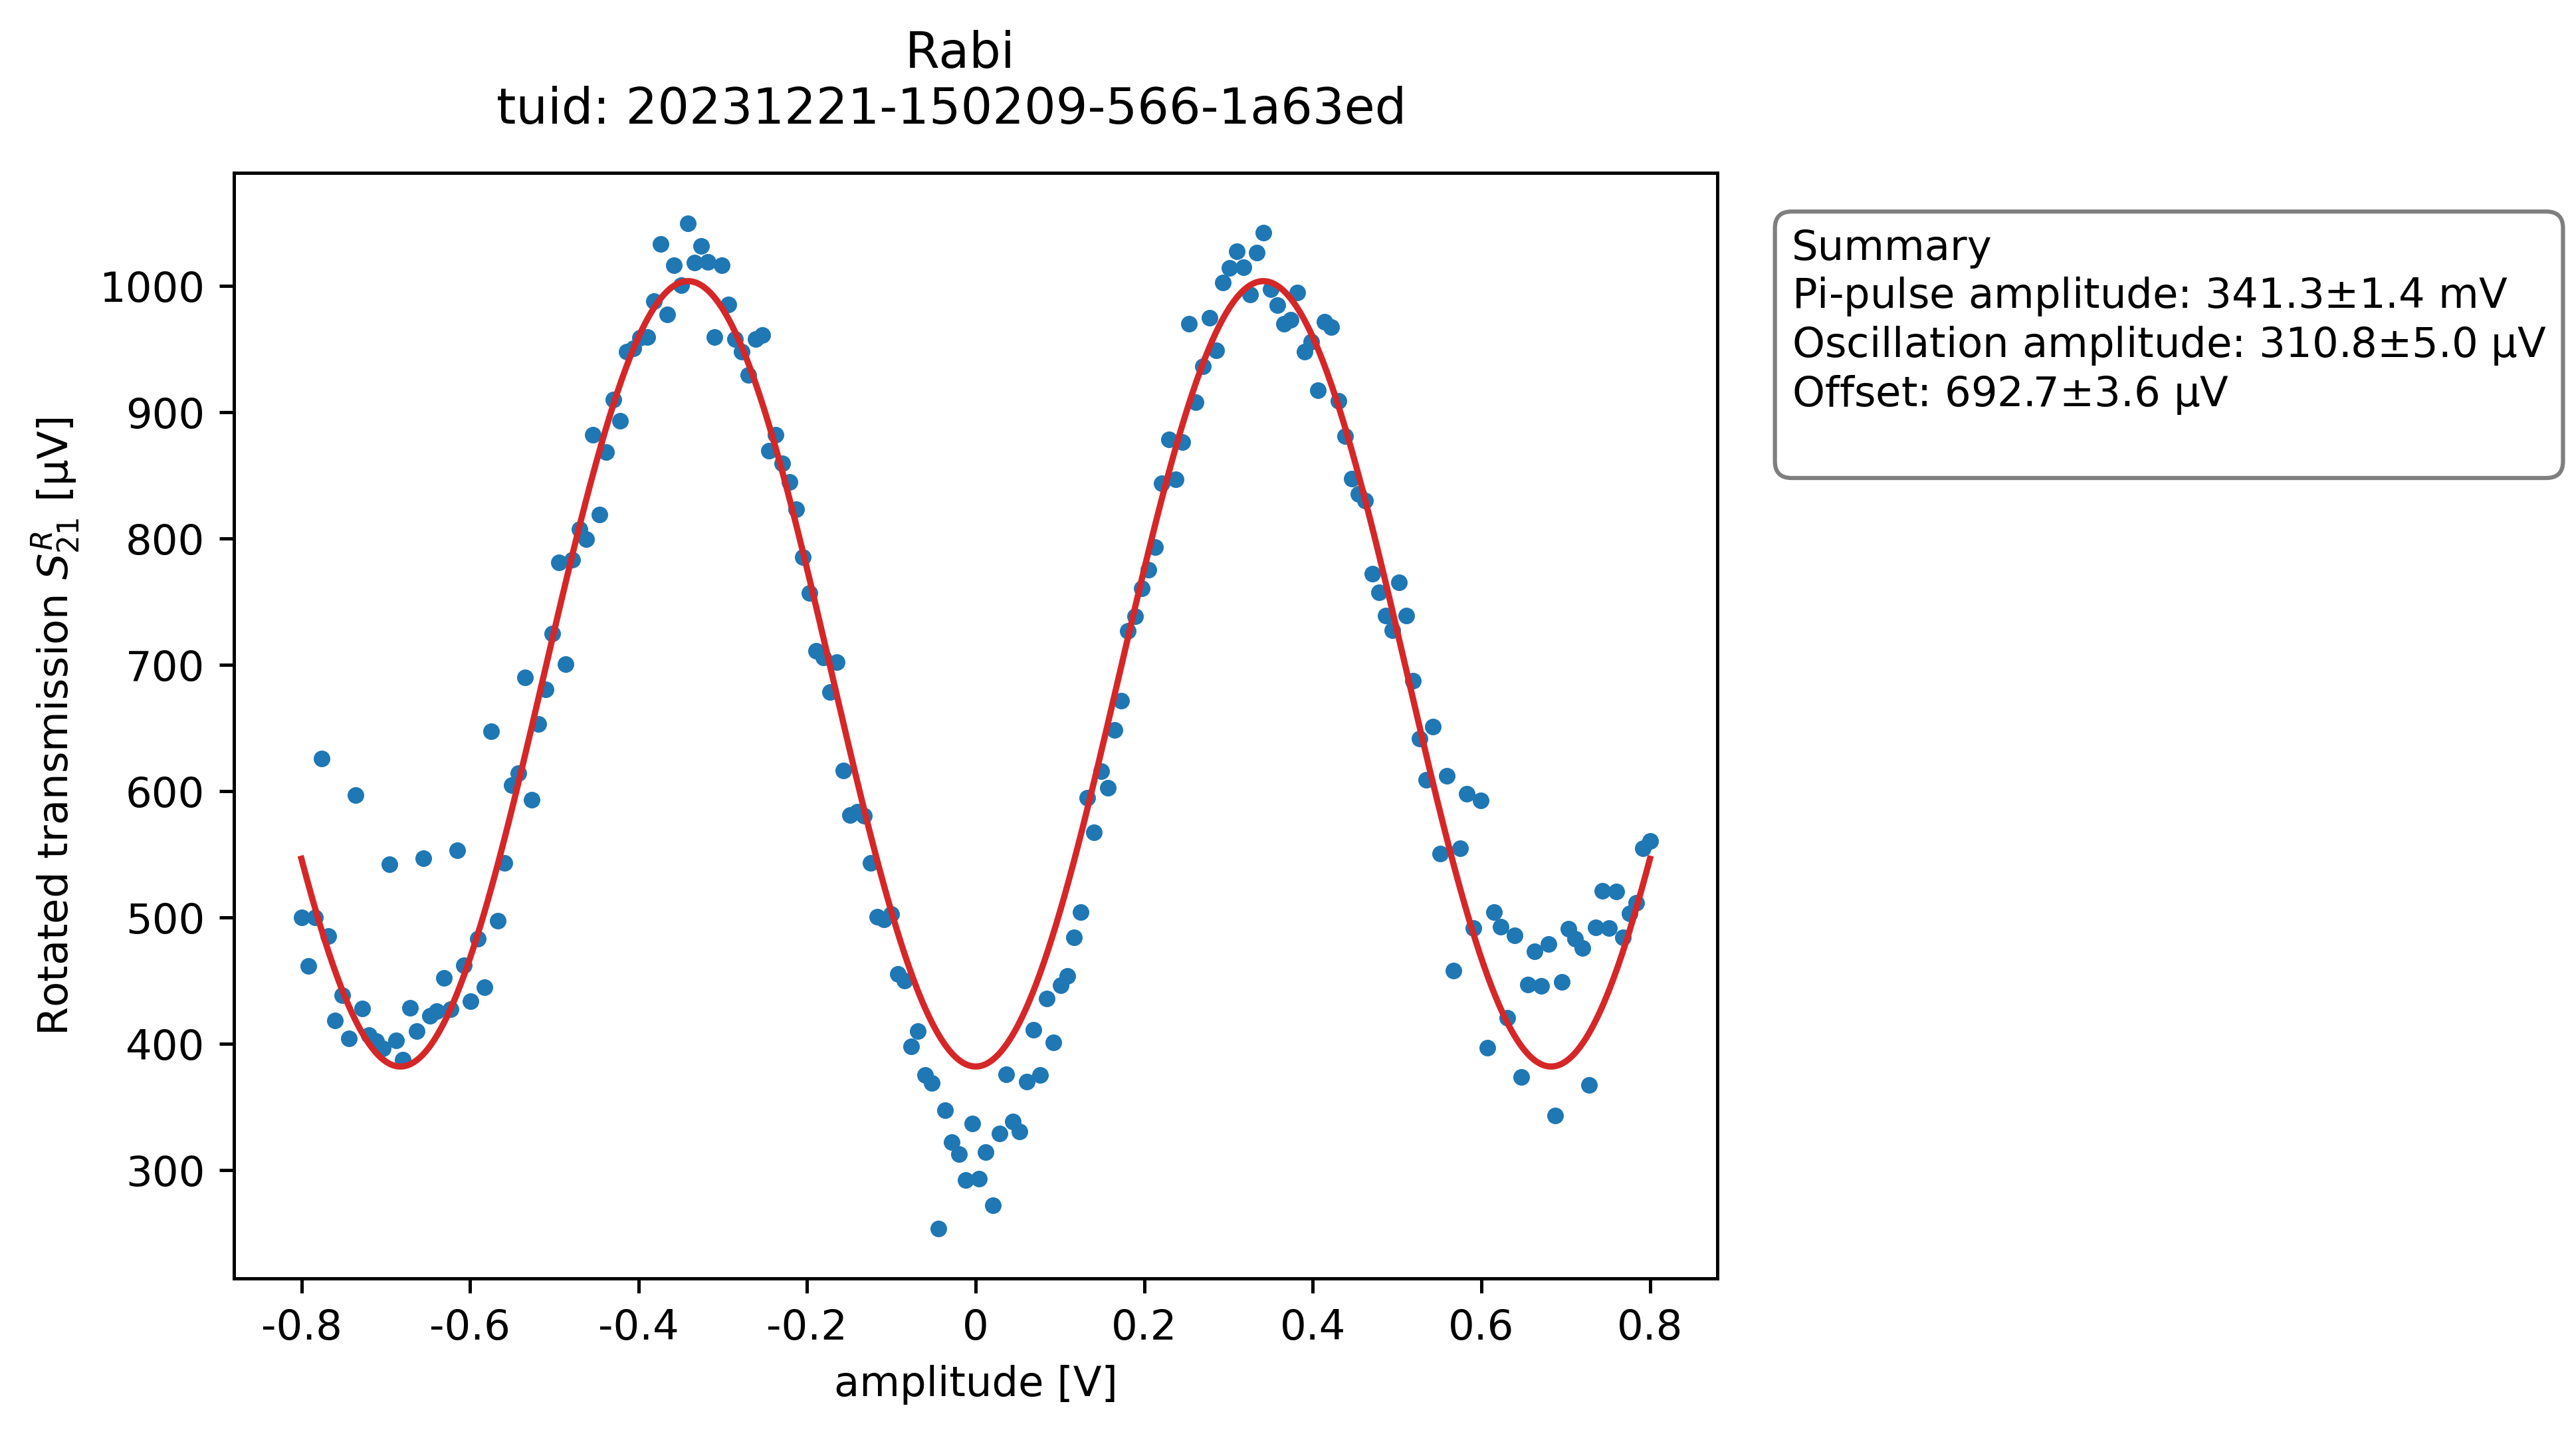 Rabi
tuid: 20231221-150209-566-1a63ed
Rotated transmission $S_{21}^R$ [µV]
1000
900
800
700
600
500
400
300
-0.8
-0.6
-0.4
-0.2
0
0.2
0.4
0.6
0.8
amplitude [V]
Summary
Pi-pulse amplitude: 341.3±1.4 mV
Oscillation amplitude: 310.8±5.0 µV
Offset: 692.7±3.6 µV